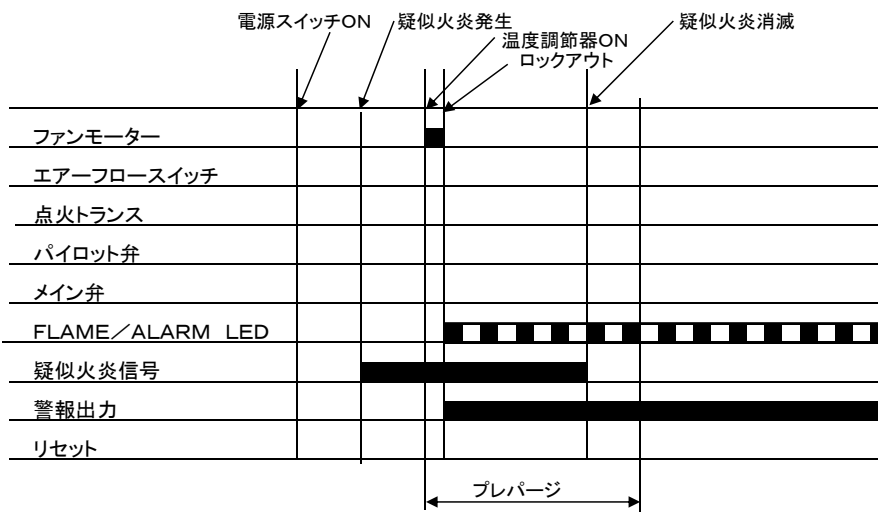 電源スイッチON
疑似火炎発生
疑似火炎消滅
温度調節器ON
ロックアウト
ファンモーター
エアーフロースイッチ
点火トランス
パイロット弁
メイン弁
FLAME／ALARM LED
疑似火炎信号
警報出力
リセット
プレパージ